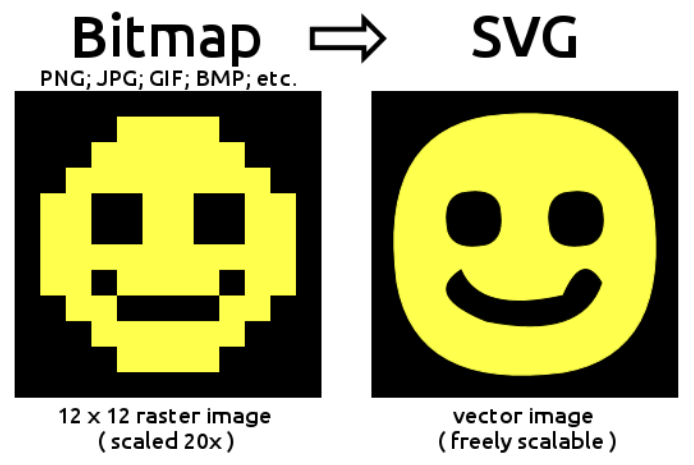 Bitmap ⇨ SVG
PNG; JPG; GIF; BMP; etc.
12 x 12 raster image
( scaled 20x )
vector image
( freely scalable )